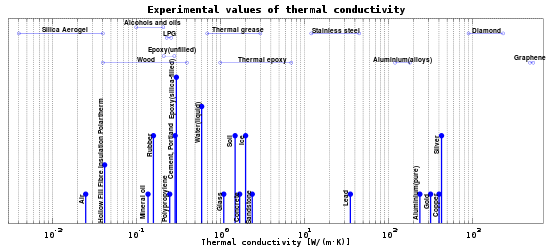 Experimental values of thermal conductivity
Alcohols and oils
Silica Aerogel
LPG
Thermal grease
Stainless steel
Diamond
Epoxy(unfilled)
Wood
Thermal epoxy
Aluminium(alloys)
Graphene
Air
Hollow Fill Fibre Insulation Polartherm
Mineral oil
Rubber
Polypropylene
Cement, Portland
Epoxy(silica-filled)
Water(liquid)
Glass
Soil
Concrete
Ice
Sandstone
Lead
Aluminium(pure)
Gold
Copper
Silver
10⁻² 10⁻¹ 10⁰ 10¹ 10² 10³
Thermal conductivity [W/(m·K)]